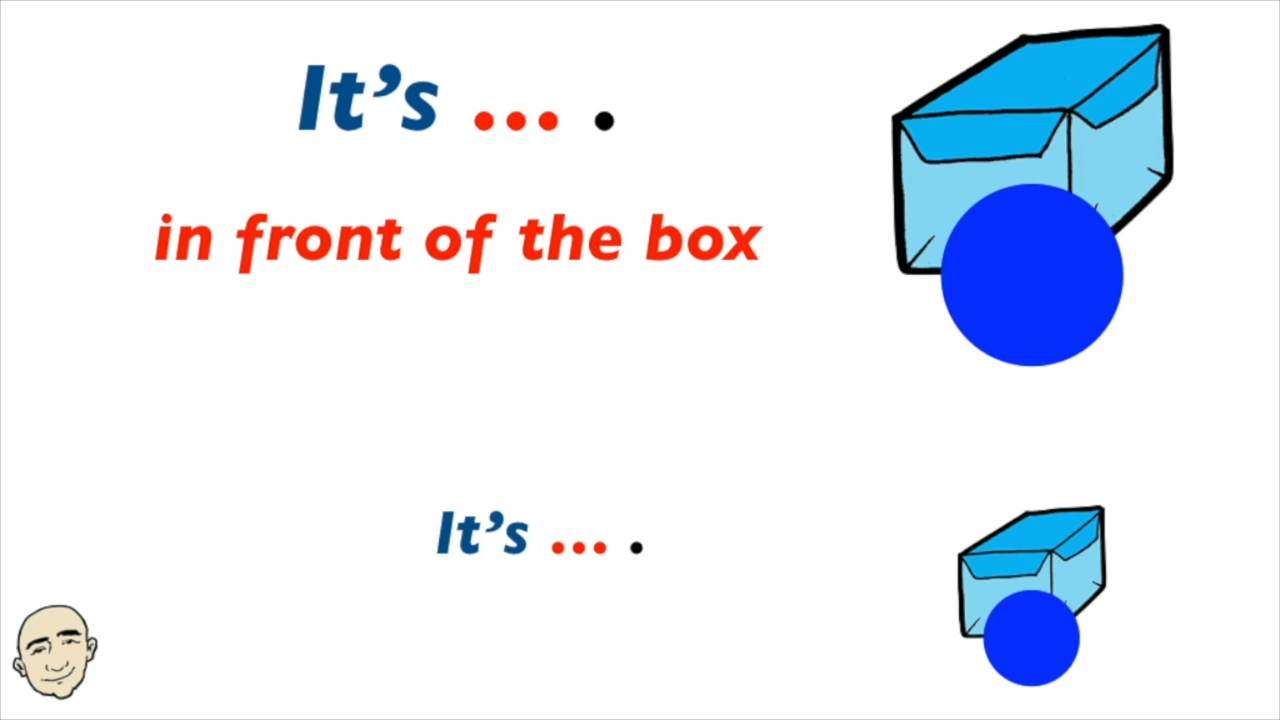 It's ... .
in front of the box
It's ... .